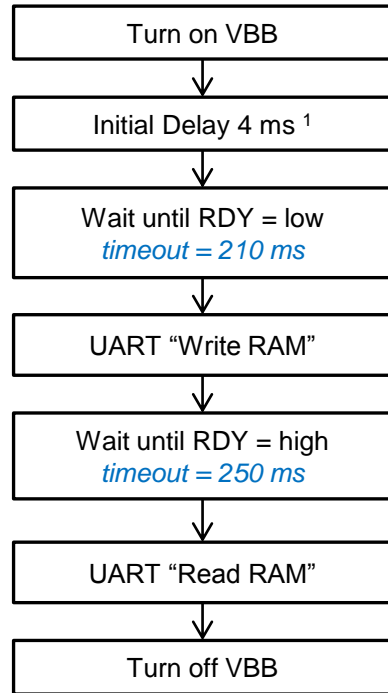 Turn on VBB
Initial Delay 4 ms ¹
Wait until RDY = low
timeout = 210 ms
UART “Write RAM”
Wait until RDY = high
timeout = 250 ms
UART “Read RAM”
Turn off VBB